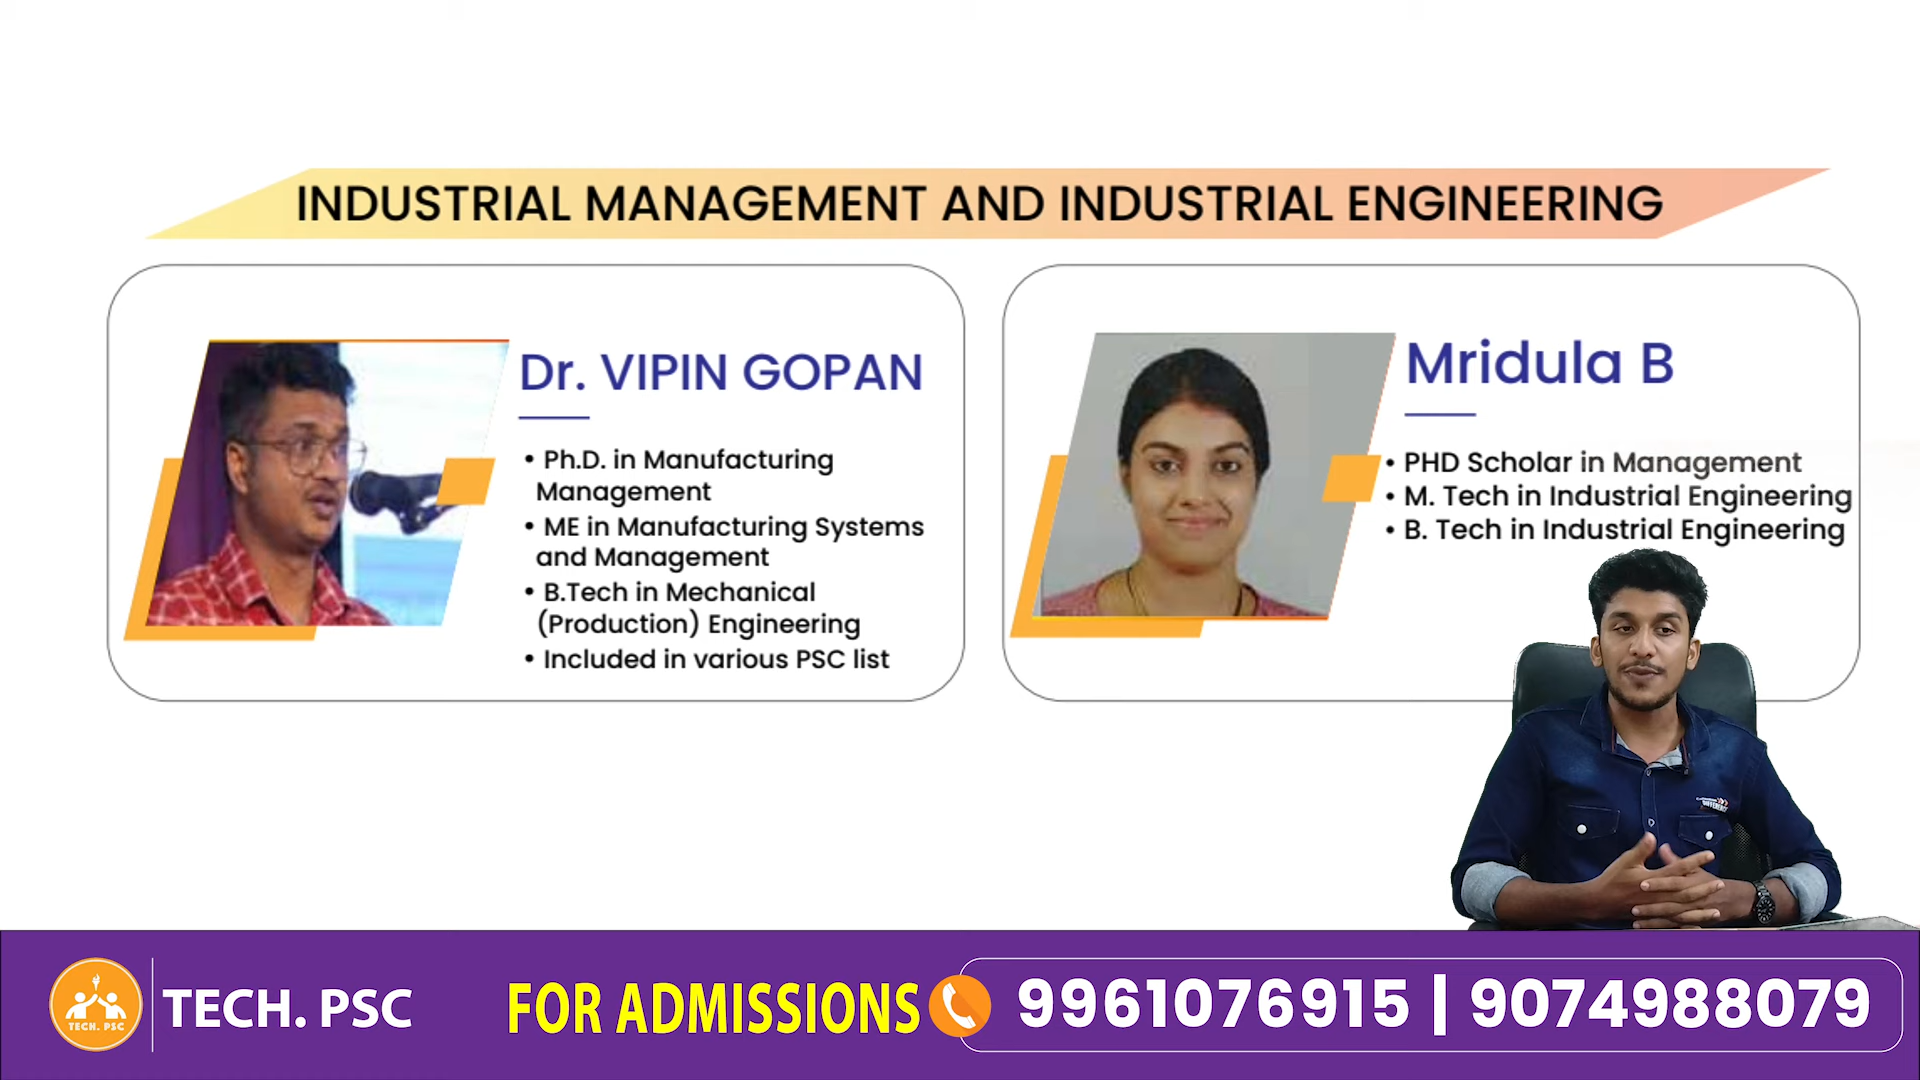 INDUSTRIAL MANAGEMENT AND INDUSTRIAL ENGINEERING
Dr. VIPIN GOPAN
• Ph.D. in Manufacturing
Management
• ME in Manufacturing Systems
and Management
• B.Tech in Mechanical
(Production) Engineering
• Included in various PSC list
Mridula B
• PHD Scholar in Management
• M. Tech in Industrial Engineering
• B. Tech in Industrial Engineering
DIFFERENCE
TECH. PSC
TECH. PSC
FOR ADMISSIONS
9961076915 | 9074988079